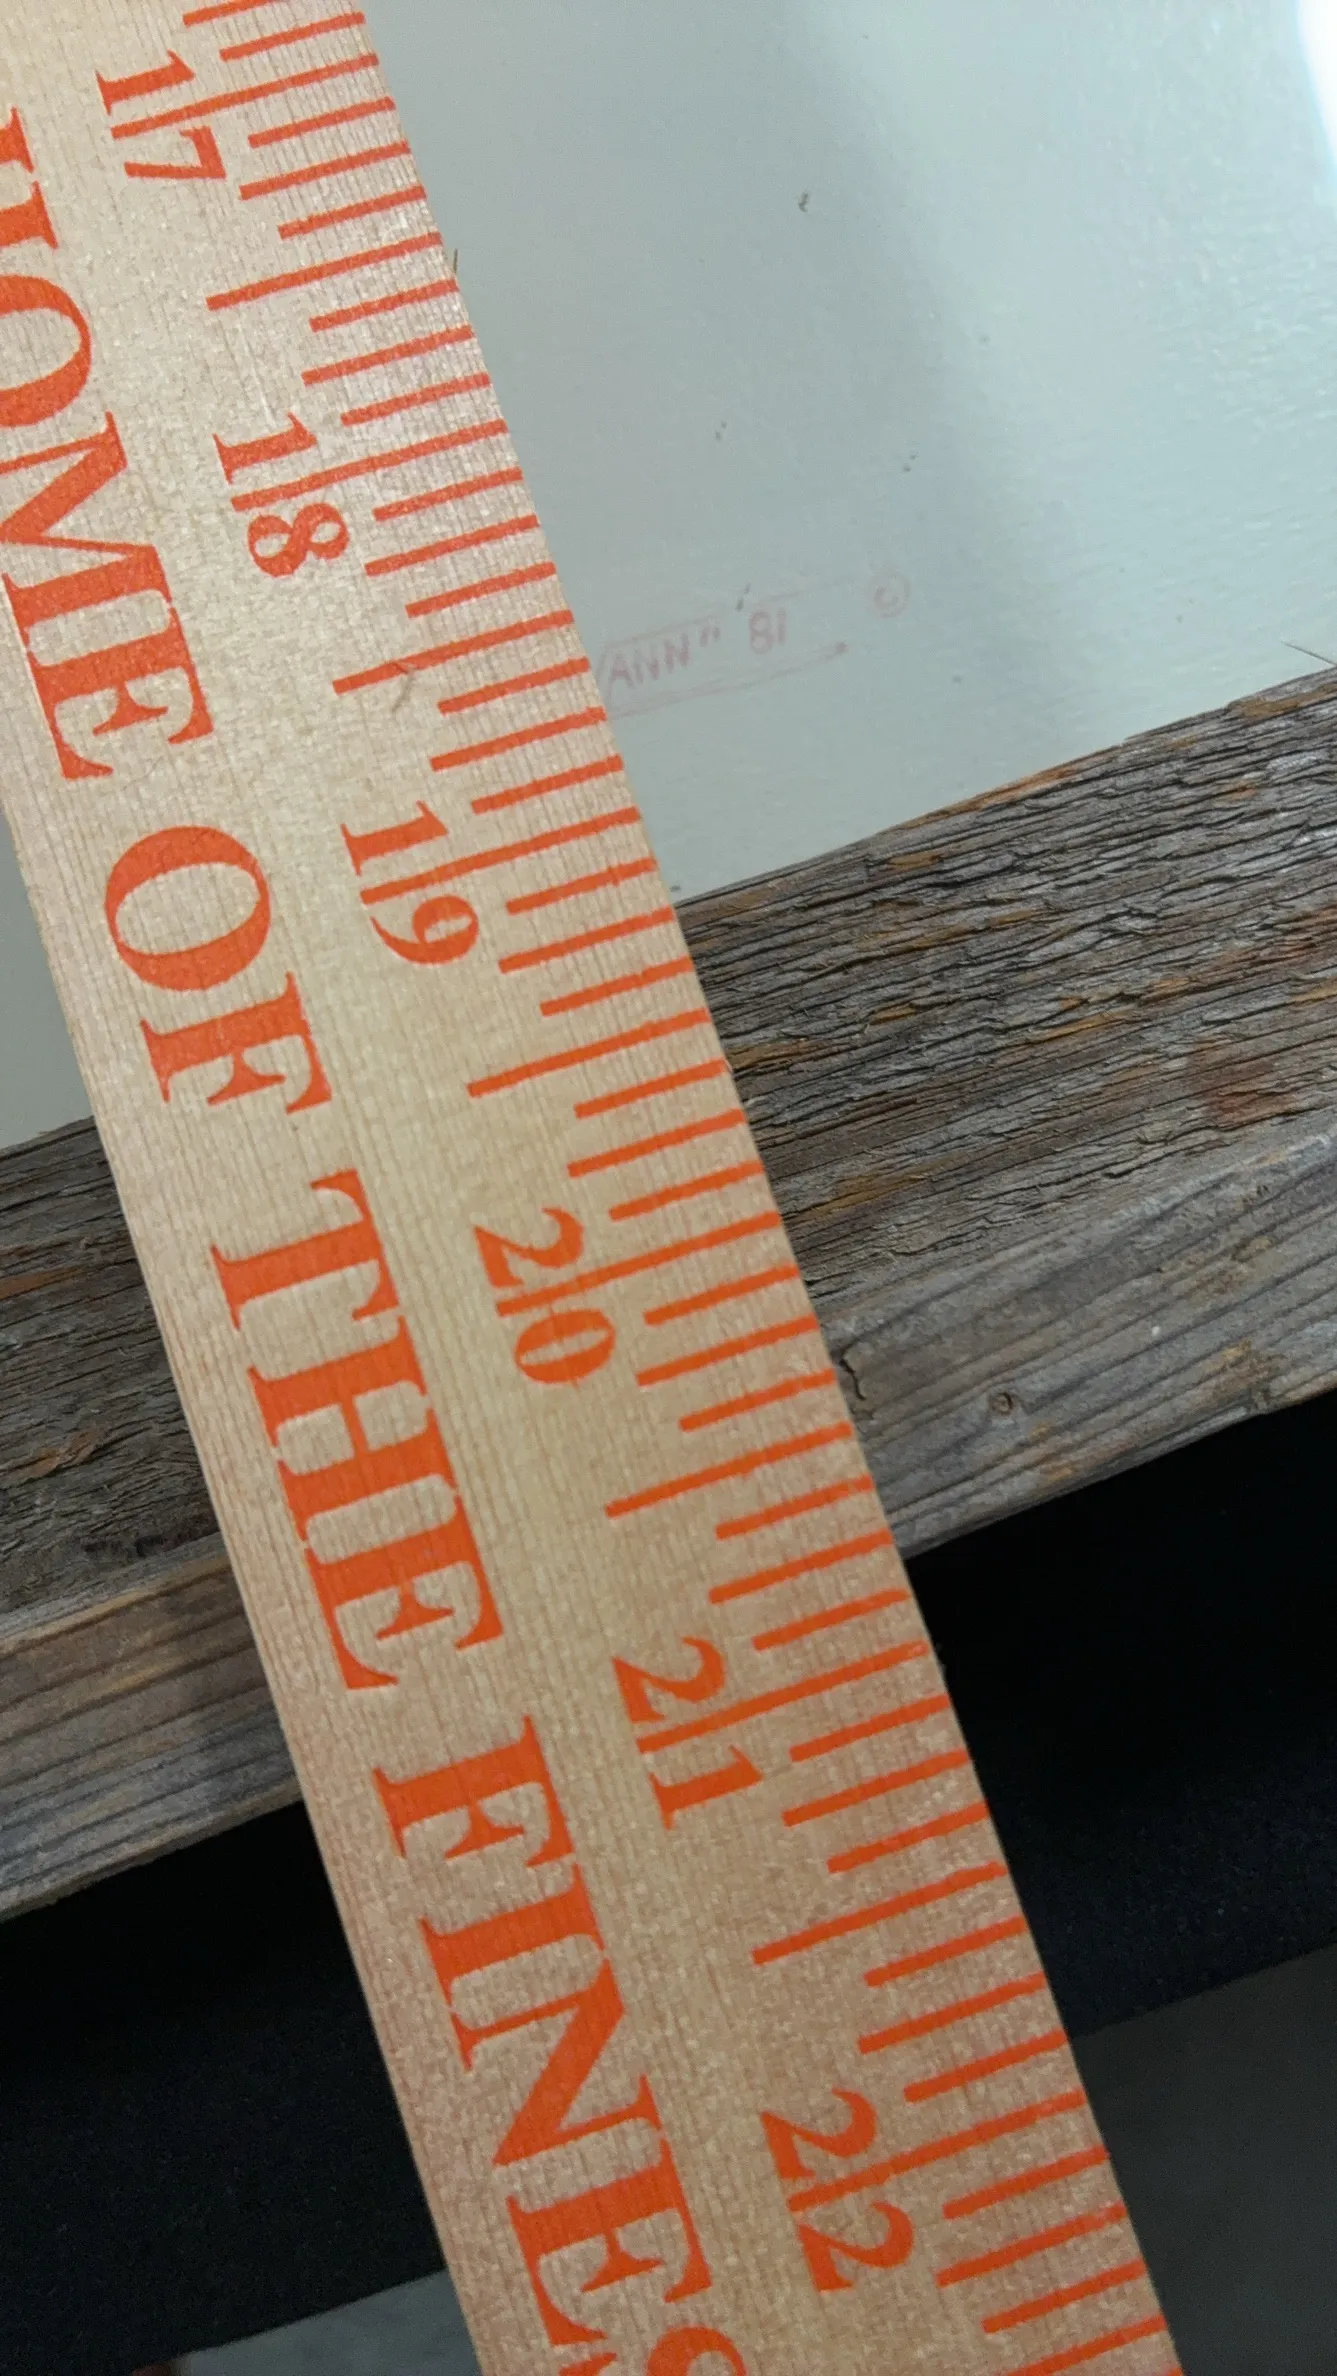 17 18 19 20 21 22
HOME OF THE FINES
ANN" '81 ©